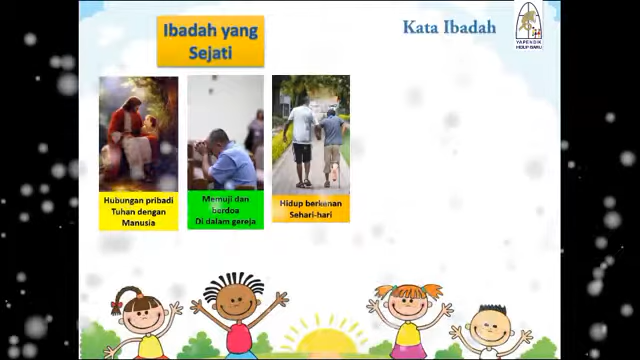 Ibadah yang
Sejati
Kata Ibadah
YAPENDIK
HIDUP BARU
Hubungan pribadi
Tuhan dengan
Manusia
Memuji dan
berdoa
Di dalam gereja
Hidup berkenan
Sehari-hari